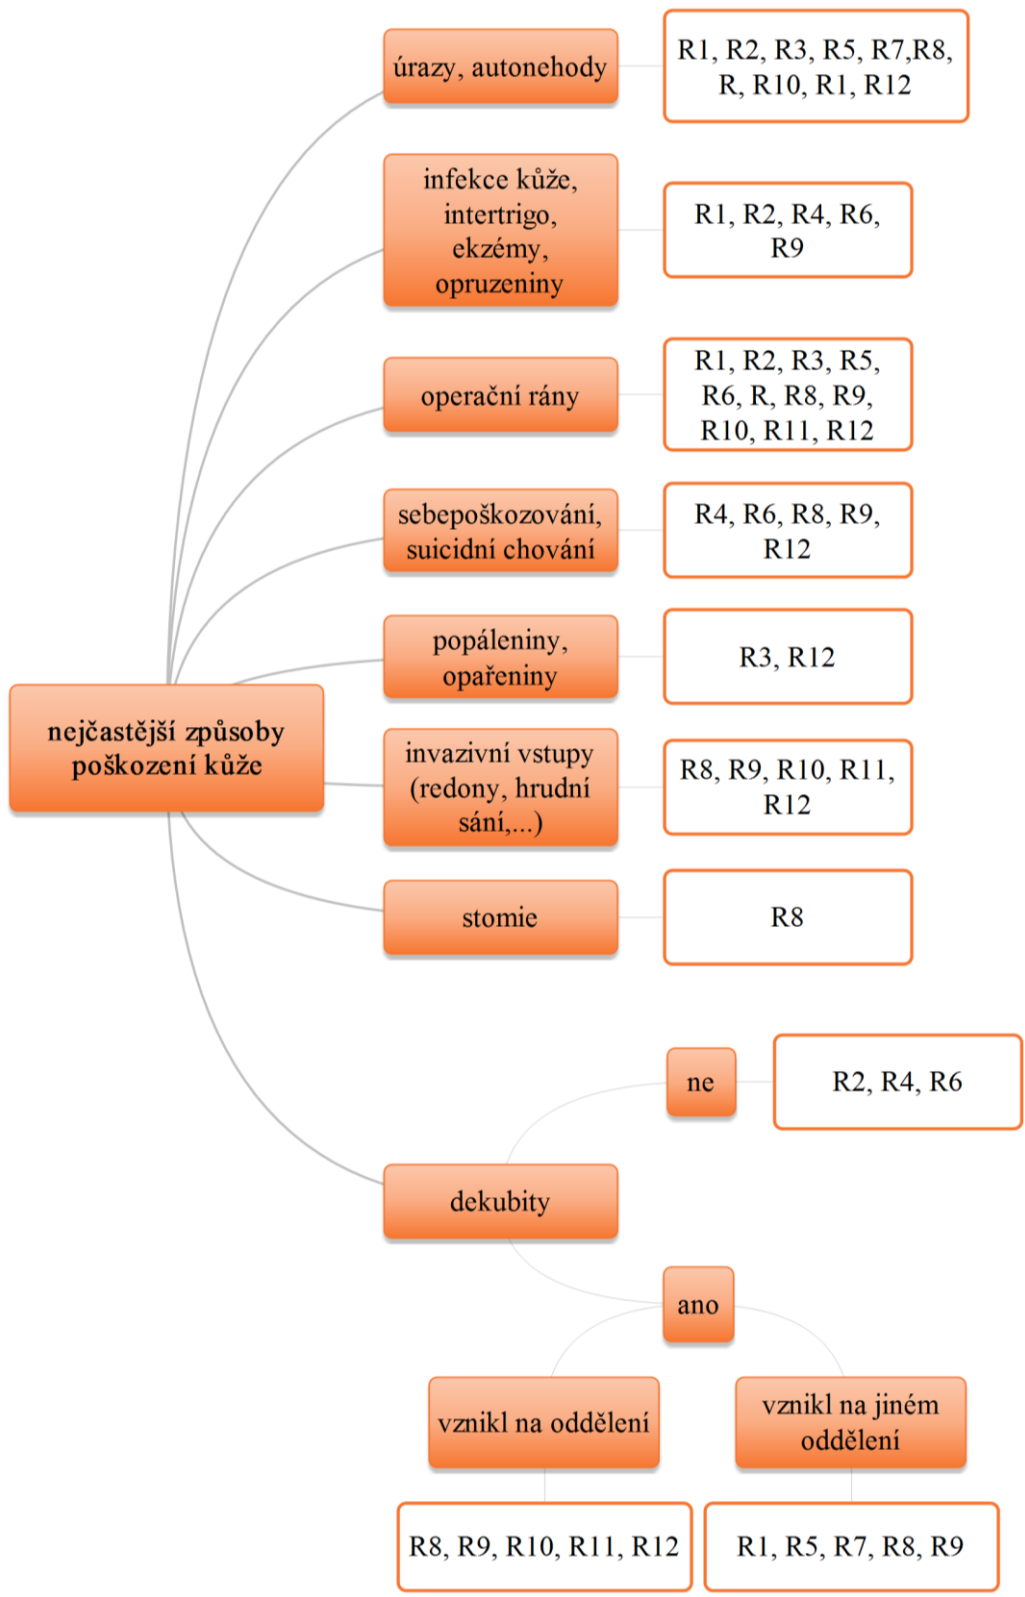 úrazy, autonehody
R1, R2, R3, R5, R7,R8,
R, R10, R1, R12
infekce kůže,
intertrigo,
ekzémy,
opruzeniny
R1, R2, R4, R6,
R9
operační rány
R1, R2, R3, R5,
R6, R, R8, R9,
R10, R11, R12
sebepoškozování,
suicidní chování
R4, R6, R8, R9,
R12
popáleniny,
opařeniny
R3, R12
nejčastější způsoby
poškození kůže
invazivní vstupy
(redony, hrudní
sání,...)
R8, R9, R10, R11,
R12
stomie
R8
ne
R2, R4, R6
dekubity
ano
vznikl na oddělení
vznikl na jiném
oddělení
R8, R9, R10, R11, R12
R1, R5, R7, R8, R9